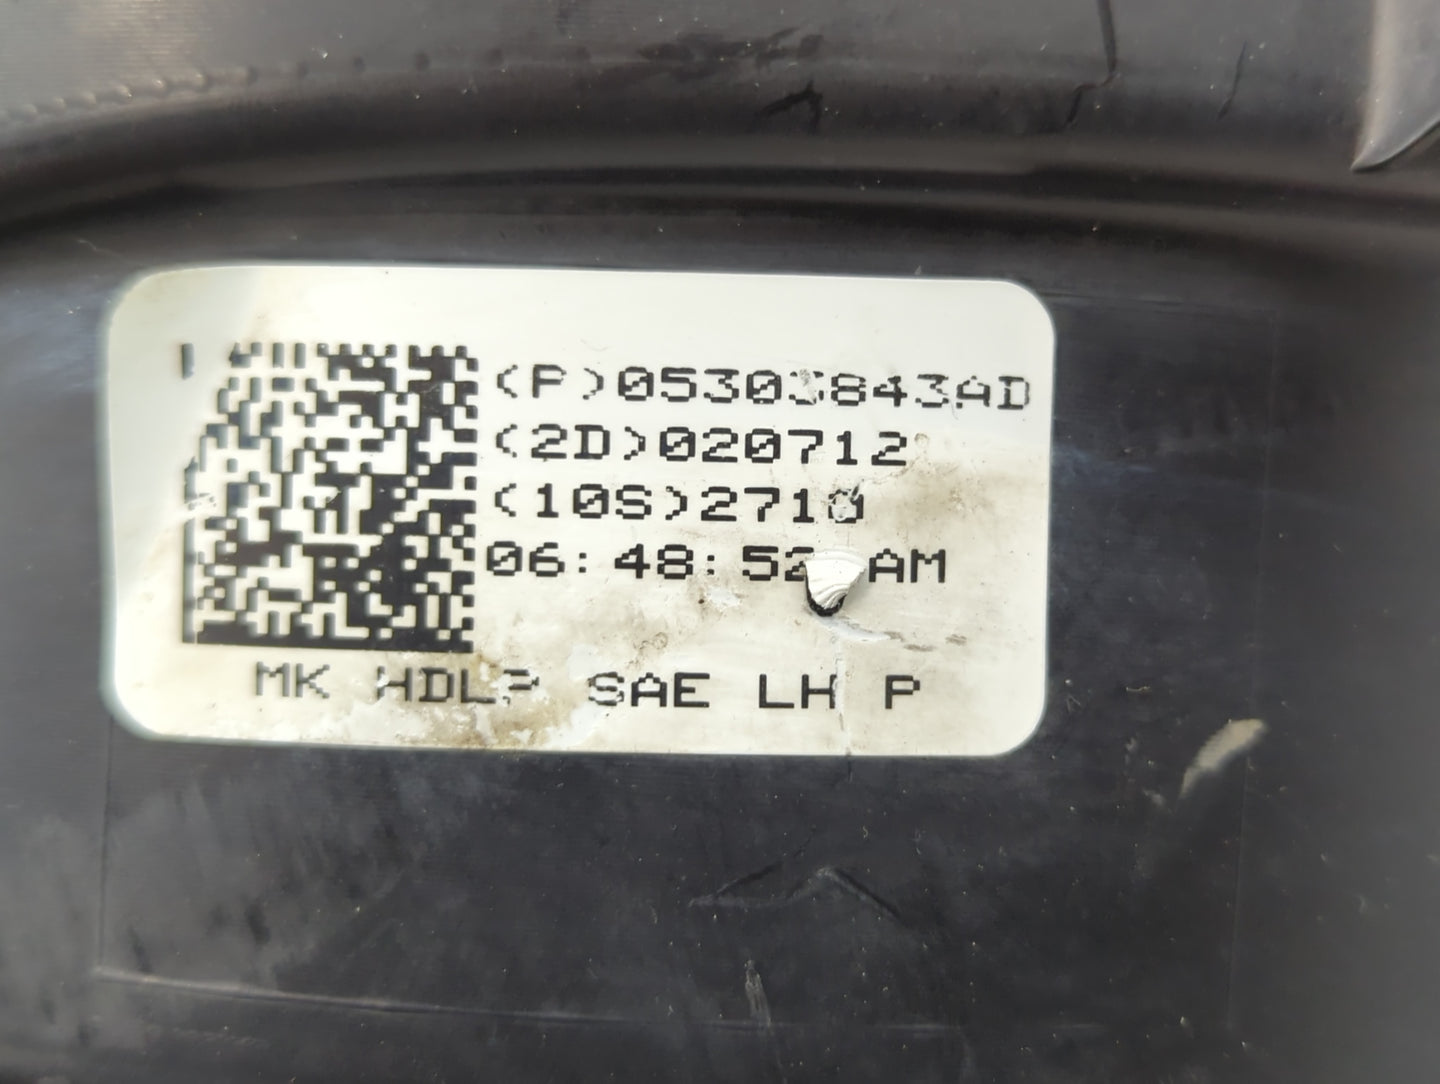 (P)05303843AD
(2D)020712
(10S)2710
06:48:52 AM
MK HDLP SAE LH P